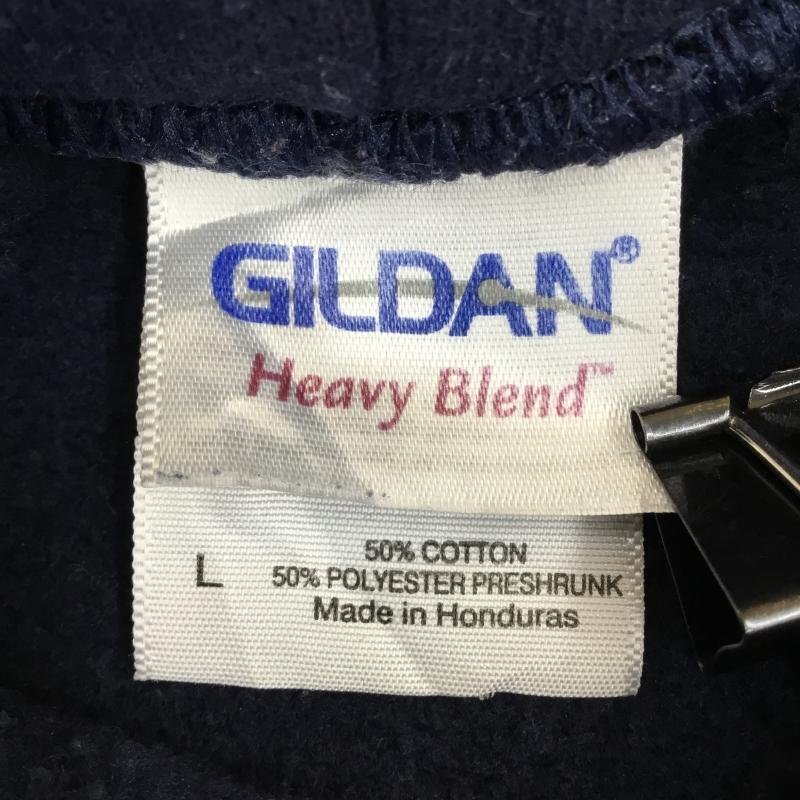 GILDAN®
Heavy Blend™
L
50% COTTON
50% POLYESTER PRESHRUNK
Made in Honduras